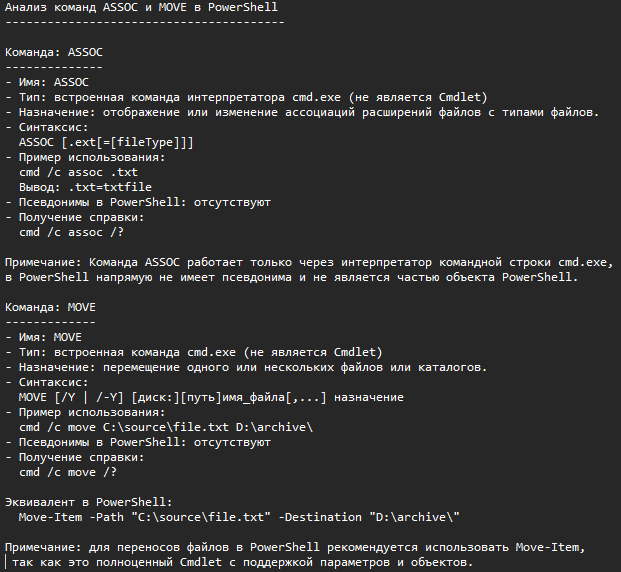 Анализ команд ASSOC и MOVE в PowerShell
----------------------------------------
Команда: ASSOC
--------------
- Имя: ASSOC
- Тип: встроенная команда интерпретатора cmd.exe (не является Cmdlet)
- Назначение: отображение или изменение ассоциаций расширений файлов с типами файлов.
- Синтаксис:
ASSOC [.ext[=[fileType]]]
- Пример использования:
cmd /c assoc .txt
Вывод: .txt=txtfile
- Псевдонимы в PowerShell: отсутствуют
- Получение справки:
cmd /c assoc /?
Примечание: Команда ASSOC работает только через интерпретатор командной строки cmd.exe,
в PowerShell напрямую не имеет псевдонима и не является частью объекта PowerShell.
Команда: MOVE
-------------
- Имя: MOVE
- Тип: встроенная команда cmd.exe (не является Cmdlet)
- Назначение: перемещение одного или нескольких файлов или каталогов.
- Синтаксис:
MOVE [/Y | /-Y] [диск:][путь]имя_файла[,...] назначение
- Пример использования:
cmd /c move C:\source\file.txt D:\archive\
- Псевдонимы в PowerShell: отсутствуют
- Получение справки:
cmd /c move /?
Эквивалент в PowerShell:
Move-Item -Path "C:\source\file.txt" -Destination "D:\archive\"
Примечание: для переносов файлов в PowerShell рекомендуется использовать Move-Item,
так как это полноценный Cmdlet с поддержкой параметров и объектов.